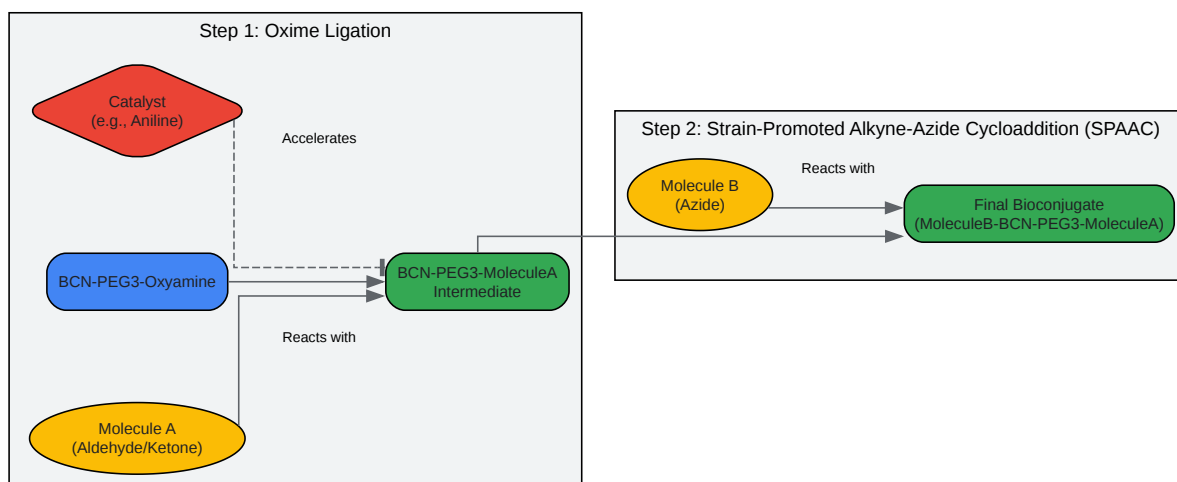 Step 1: Oxime Ligation
Catalyst
(e.g., Aniline)
Accelerates
BCN-PEG3-Oxyamine
BCN-PEG3-MoleculeA
Intermediate
Reacts with
Molecule A
(Aldehyde/Ketone)
Step 2: Strain-Promoted Alkyne-Azide Cycloaddition (SPAAC)
Molecule B
(Azide)
Reacts with
Final Bioconjugate
(MoleculeB-BCN-PEG3-MoleculeA)